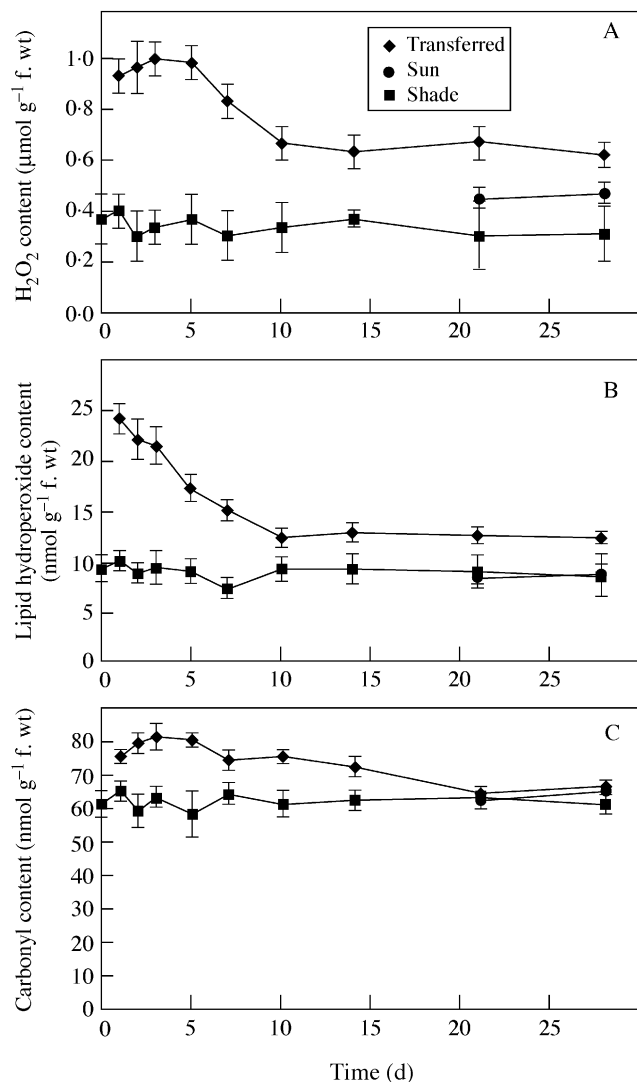 A
Transferred
Sun
Shade
H₂O₂ content (μmol g⁻¹ f. wt)
1·0
0·8
0·6
0·4
0·2
0·0
0 5 10 15 20 25
B
Lipid hydroperoxide content
(nmol g⁻¹ f. wt)
25
20
15
10
5
0
0 5 10 15 20 25
C
Carbonyl content (nmol g⁻¹ f. wt)
80
70
60
50
40
30
20
10
0
0 5 10 15 20 25
Time (d)